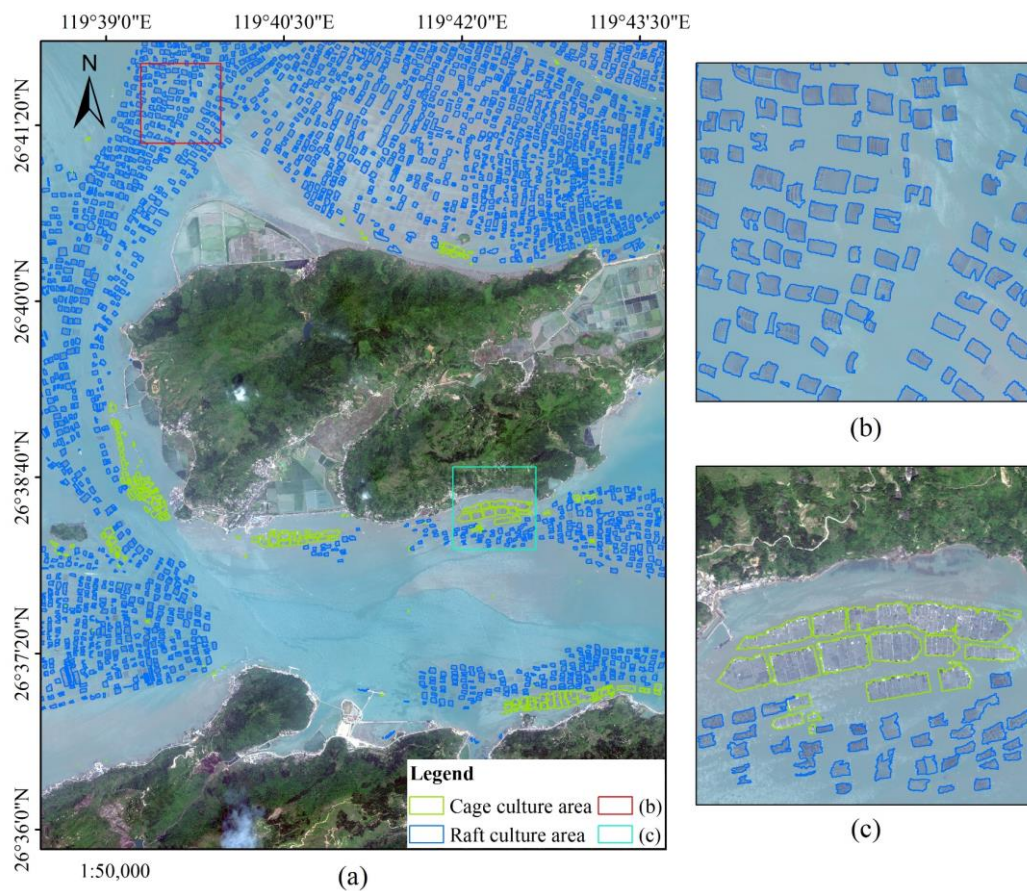 119°39'0"E 119°40'30"E 119°42'0"E 119°43'30"E
N
26°41'20"N
26°40'0"N
26°38'40"N
26°37'20"N
26°36'0"N
Legend
Cage culture area (b)
Raft culture area (c)
1:50,000
(a)
(b)
(c)